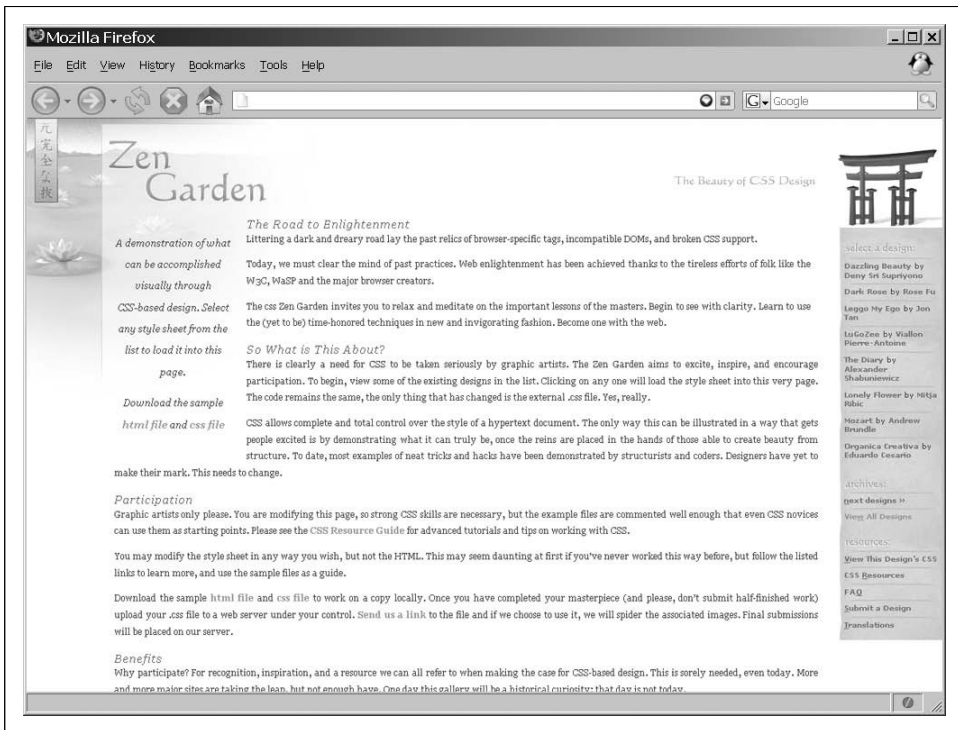 Mozilla Firefox
File Edit View History Bookmarks Tools Help
G Google
Zen
Garden
The Beauty of CSS Design
A demonstration of what
can be accomplished
visually through
CSS-based design. Select
any style sheet from the
list to load it into this
page.
Download the sample
html file and css file
The Road to Enlightenment
Littering a dark and dreary road lay the past relics of browser-specific tags, incompatible DOMs, and broken CSS support.
Today, we must clear the mind of past practices. Web enlightenment has been achieved thanks to the tireless efforts of folk like the
W3C, WaSP and the major browser creators.
The css Zen Garden invites you to relax and meditate on the important lessons of the masters. Begin to see with clarity. Learn to use
the (yet to be) time-honored techniques in new and invigorating fashion. Become one with the web.
So What is This About?
There is clearly a need for CSS to be taken seriously by graphic artists. The Zen Garden aims to excite, inspire, and encourage
participation. To begin, view some of the existing designs in the list. Clicking on any one will load the style sheet into this very page.
The code remains the same, the only thing that has changed is the external .css file. Yes, really.
CSS allows complete and total control over the style of a hypertext document. The only way this can be illustrated in a way that gets
people excited is by demonstrating what it can truly be, once the reins are placed in the hands of those able to create beauty from
structure. To date, most examples of neat tricks and hacks have been demonstrated by structurists and coders. Designers have yet to
make their mark. This needs to change.
Participation
Graphic artists only please. You are modifying this page, so strong CSS skills are necessary, but the example files are commented well enough that even CSS novices
can use them as starting points. Please see the CSS Resource Guide for advanced tutorials and tips on working with CSS.
You may modify the style sheet in any way you wish, but not the HTML. This may seem daunting at first if you've never worked this way before, but follow the listed
links to learn more, and use the sample files as a guide.
Download the sample html file and css file to work on a copy locally. Once you have completed your masterpiece (and please, don't submit half-finished work)
upload your .css file to a web server under your control. Send us a link to the file and if we choose to use it, we will spider the associated images. Final submissions
will be placed on our server.
Benefits
Why participate? For recognition, inspiration, and a resource we can all refer to when making the case for CSS-based design. This is sorely needed, even today. More
and more major sites are taking the leap, but not enough have. One day this gallery will be a historical curiosity; that day is not today.
select a design:
Dazzling Beauty by
Deny Sri Supriyono
Dark Rose by Rose Fu
Leggo My Ego by Jon
Tan
LuGoZee by Viallon
Pierre-Antoine
The Diary by
Alexander
Shabuniewicz
Lonely Flower by Mitja
Ribic
Mozart by Andrew
Brundle
Organica Creativa by
Eduardo Cesario
archives:
next designs »
View All Designs
resources:
View This Design's CSS
CSS Resources
FAQ
Submit a Design
Translations